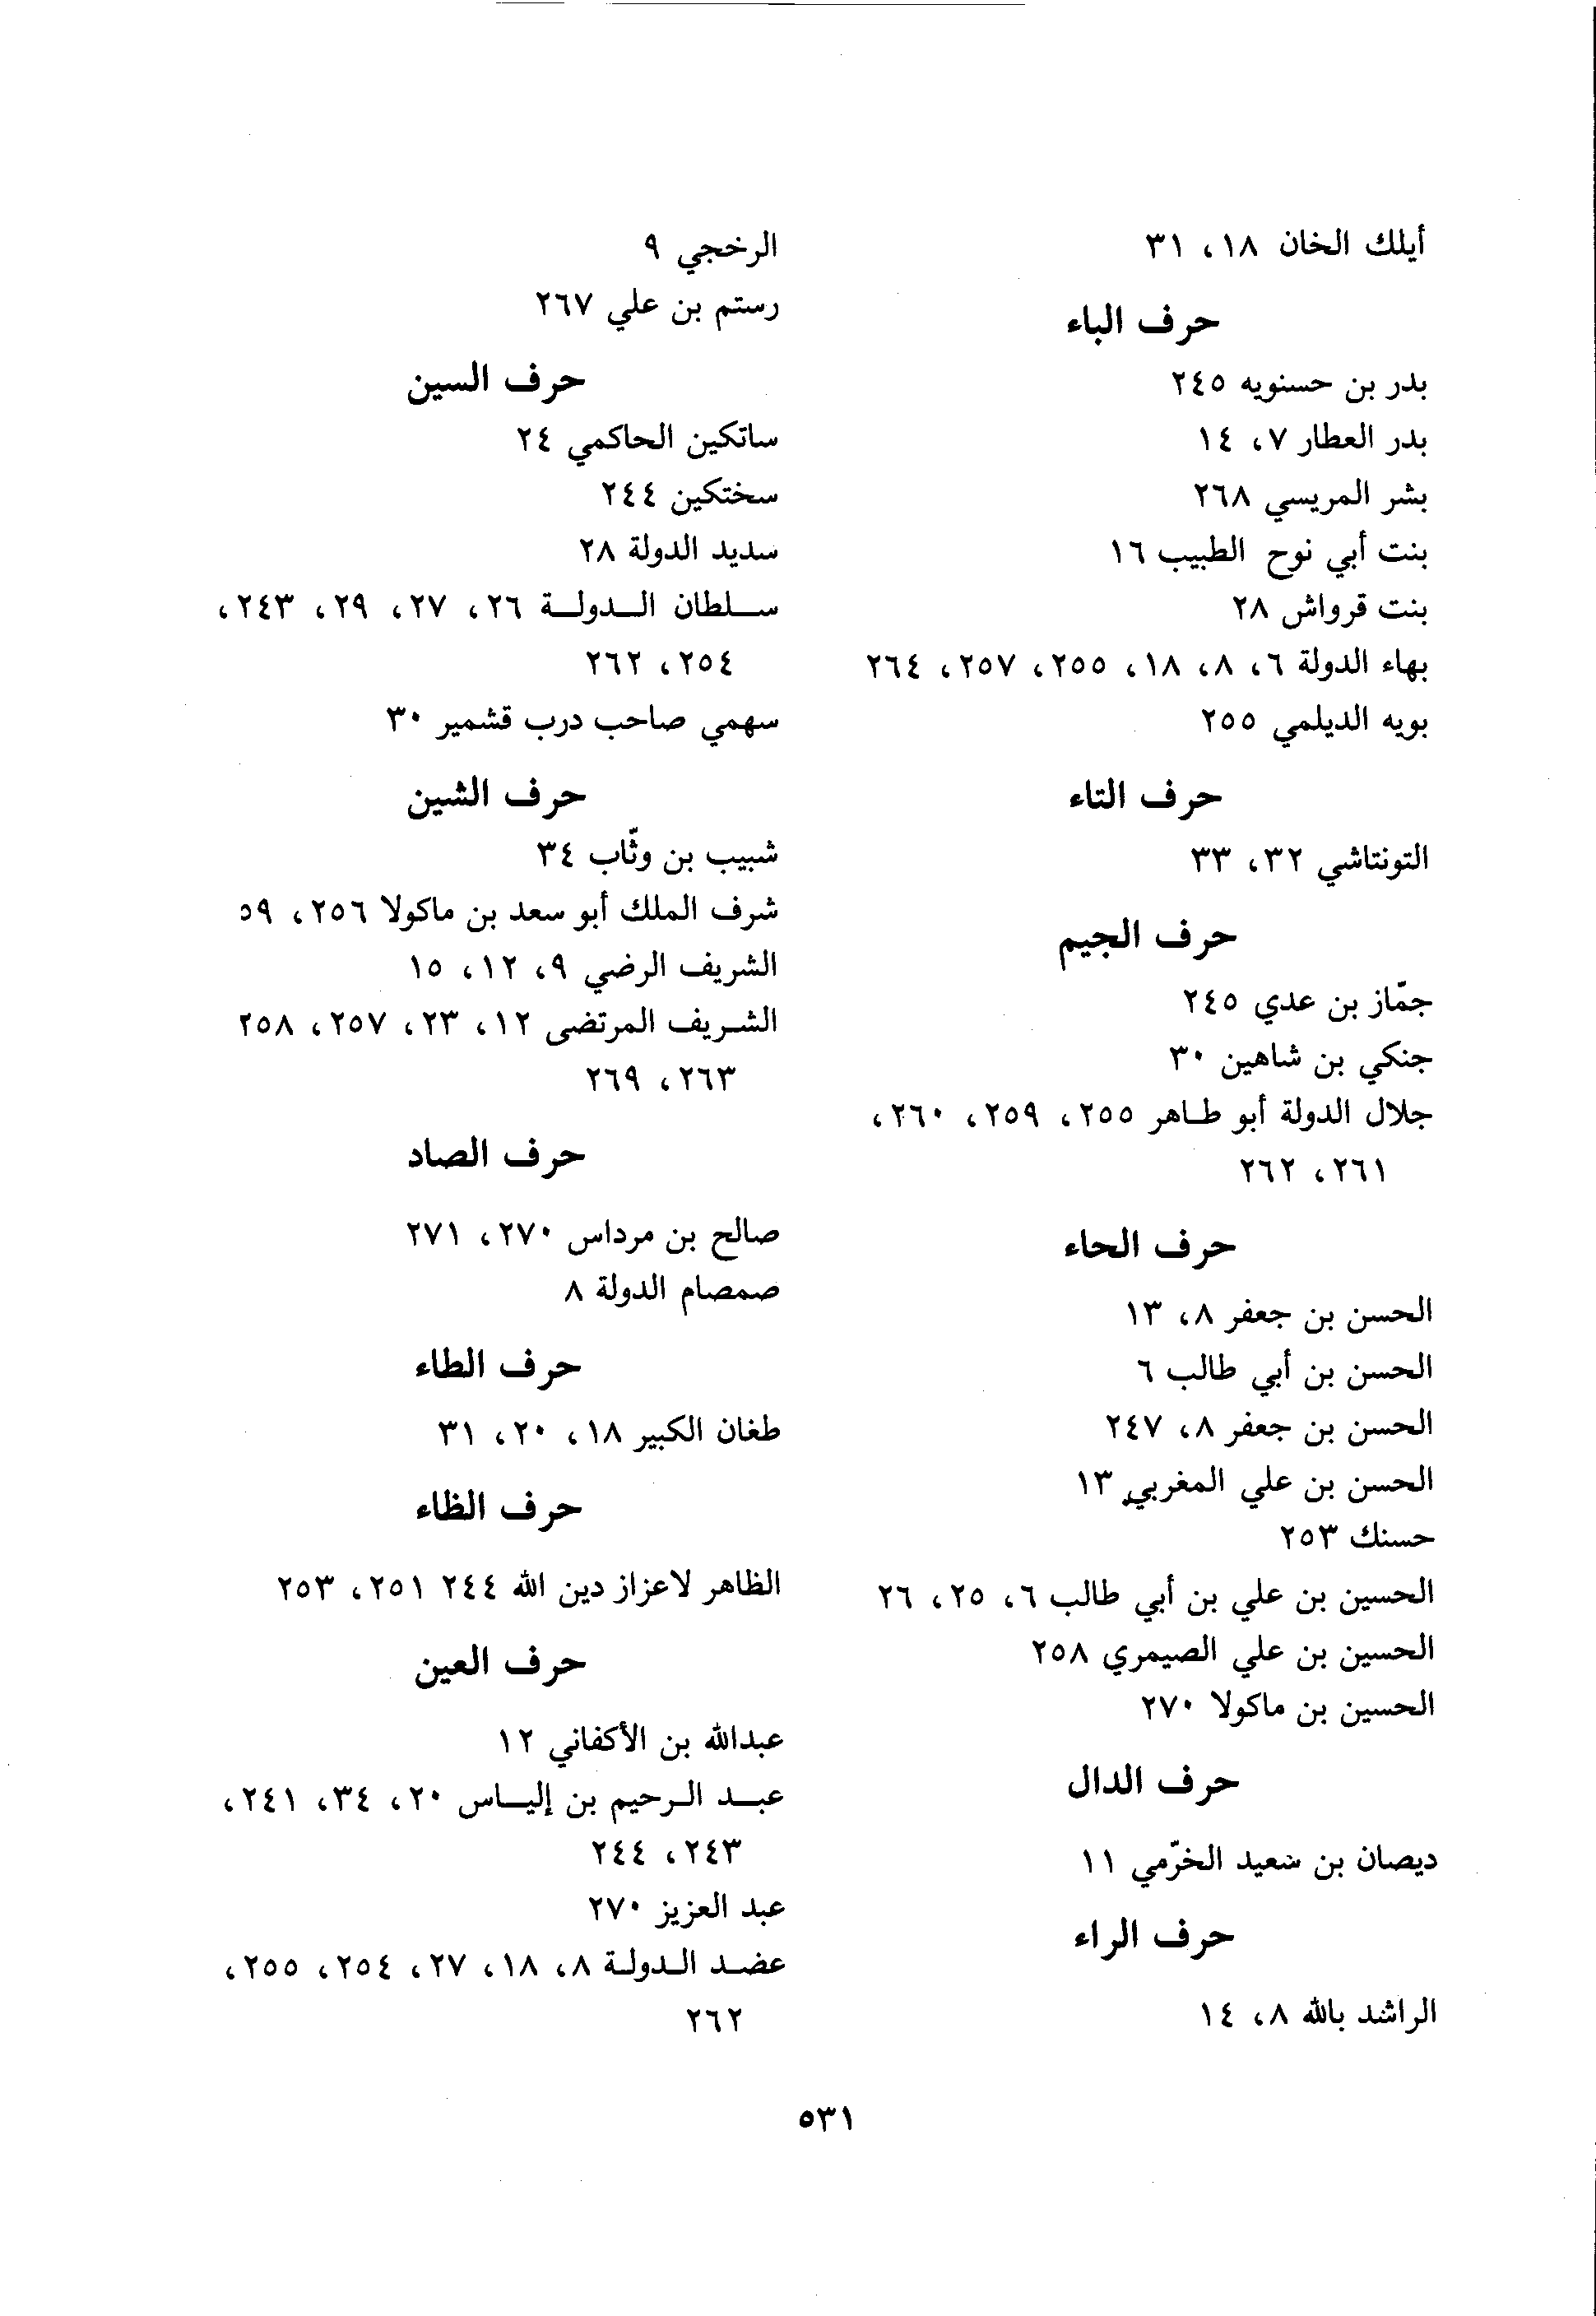 أيلك الخان ١٨، ٣١
حرف الباء
بدر بن حسنويه ٢٤٥
بدر العطار ٧، ١٤
بشر المريسي ٢٦٨
بنت أبي نوح الطبيب ١٦
بنت قرواش ٢٨
بهاء الدولة ٦، ٨، ١٨، ٢٥٥، ٢٥٧، ٢٦٤
بويه الديلمي ٢٥٥
حرف التاء
التونتاشي ٣٢، ٣٣
حرف الجيم
جمّاز بن عدي ٢٤٥
جنكي بن شاهين ٣٠
جلال الدولة أبو طاهر ٢٥٥، ٢٥٩، ٢٦٠،
٢٦١، ٢٦٢
حرف الحاء
الحسن بن جعفر ٨، ١٣
الحسن بن أبي طالب ٦
الحسن بن جعفر ٨، ٢٤٧
الحسن بن علي المغربي ١٣
حسنك ٢٥٣
الحسين بن علي بن أبي طالب ٦، ٢٥، ٢٦
الحسين بن علي الصيمري ٢٥٨
الحسين بن ماكولا ٢٧٠
حرف الدال
ديصان بن سعيد الخرّمي ١١
حرف الراء
الراشد بالله ٨، ١٤
الرخجي ٩
رستم بن علي ٢٦٧
حرف السين
ساتكين الحاكمي ٢٤
سختكين ٢٤٤
سديد الدولة ٢٨
سلطان الدولة ٢٦، ٢٧، ٢٩، ٢٤٣،
٢٥٤، ٢٦٢
سهمي صاحب درب قشمير ٣٠
حرف الشين
شبيب بن وثّاب ٣٤
شرف الملك أبو سعد بن ماكولا ٢٥٦، ٥٩
الشريف الرضي ٩، ١٢، ١٥
الشريف المرتضى ١٢، ٢٣، ٢٥٧، ٢٥٨
٢٦٣، ٢٦٩
حرف الصاد
صالح بن مرداس ٢٧٠، ٢٧١
صمصام الدولة ٨
حرف الطاء
طغان الكبير ١٨، ٢٠، ٣١
حرف الظاء
الظاهر لاعزاز دين الله ٢٤٤ ٢٥١، ٢٥٣
حرف العين
عبدالله بن الأكفاني ١٢
عبد الرحيم بن إلياس ٢٠، ٣٤، ٢٤١،
٢٤٣، ٢٤٤
عبد العزيز ٢٧٠
عضد الدولة ٨، ١٨، ٢٧، ٢٥٤، ٢٥٥،
٢٦٢
٥٣١